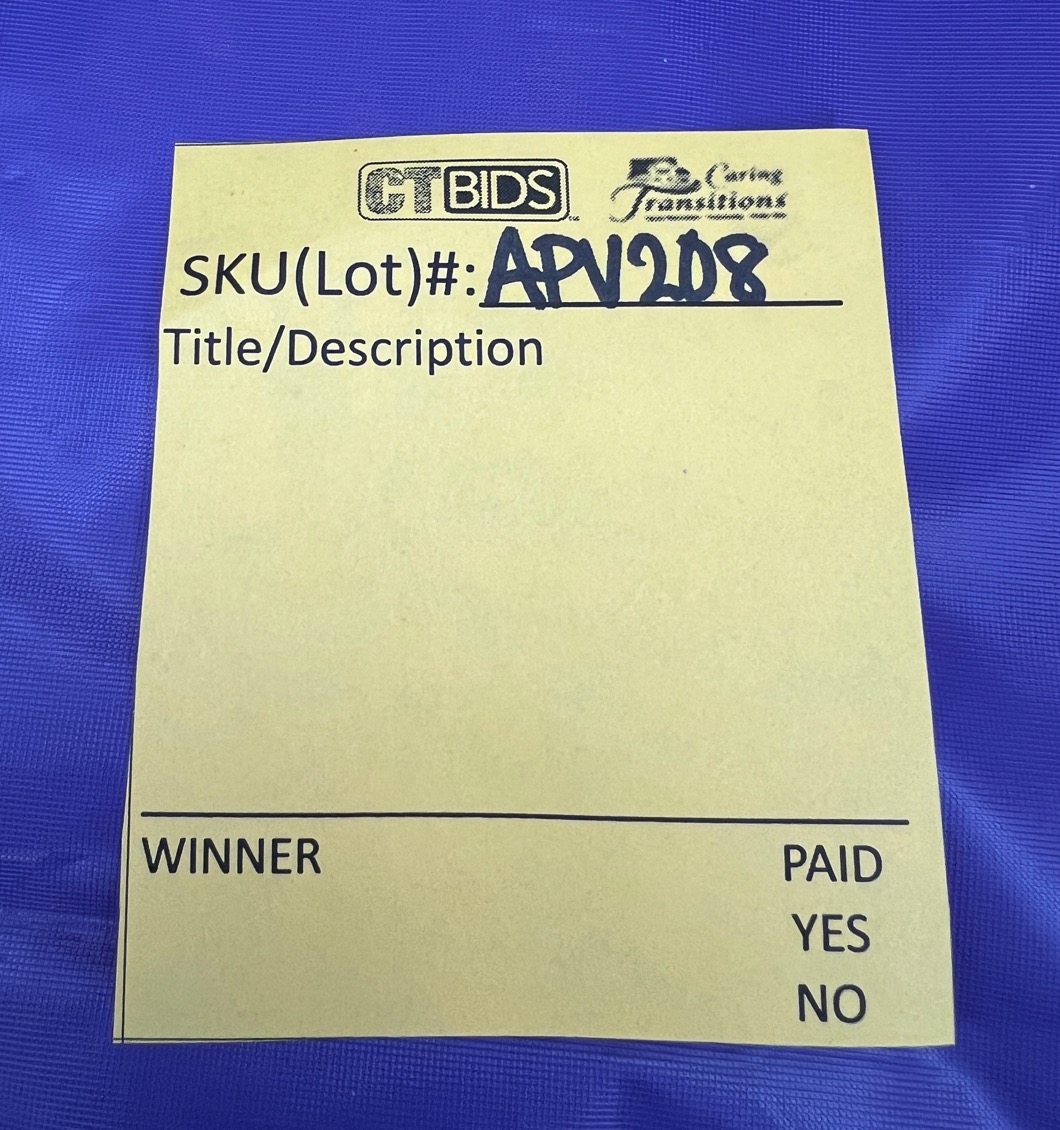 CTBIDS Caring Transitions
SKU(Lot)#: APV208
Title/Description
WINNER PAID
YES
NO